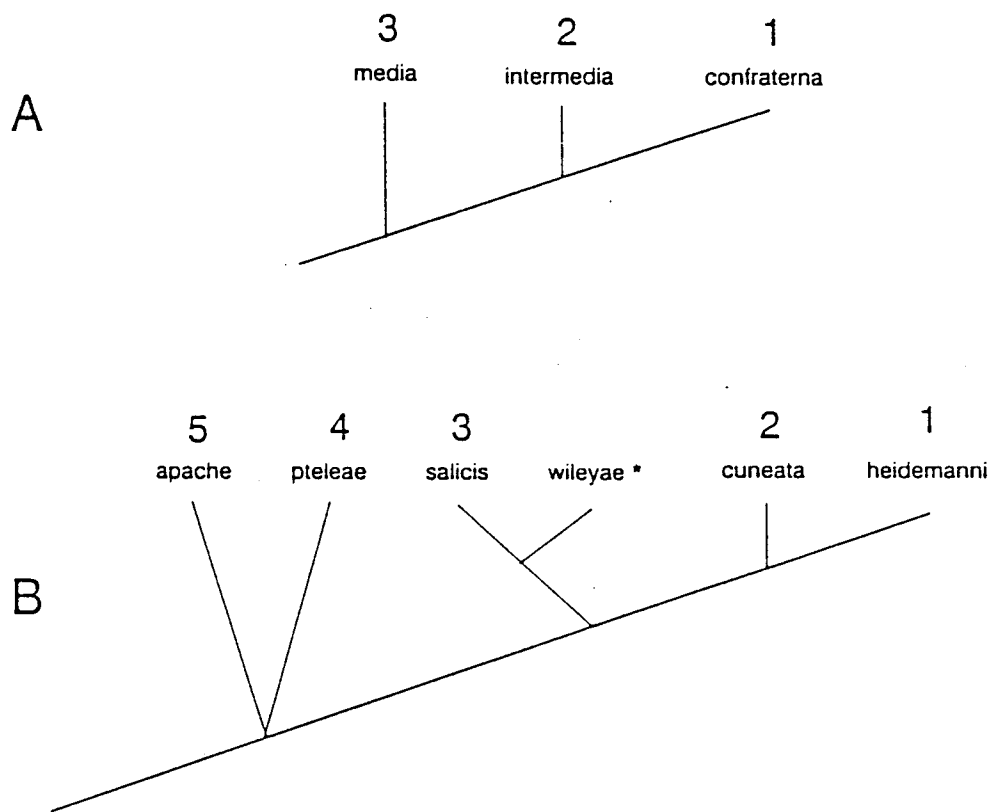 3 2 1
media intermedia confraterna
A
5 4 3 2 1
apache pteleae salicis wileyae * cuneata heidemanni
B